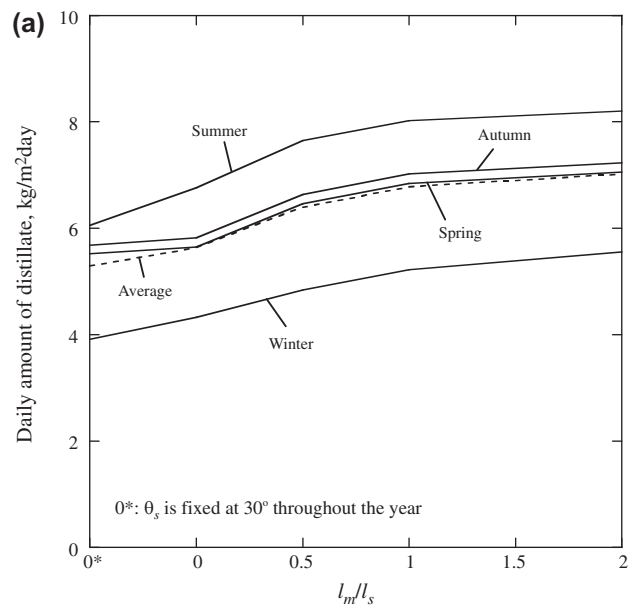 (a)
Daily amount of distillate, kg/m²day
10
8
6
4
2
0
Summer
Autumn
Spring
Average
Winter
0*: θₛ is fixed at 30° throughout the year
0* 0 0.5 1 1.5 2
lₘ/lₛ